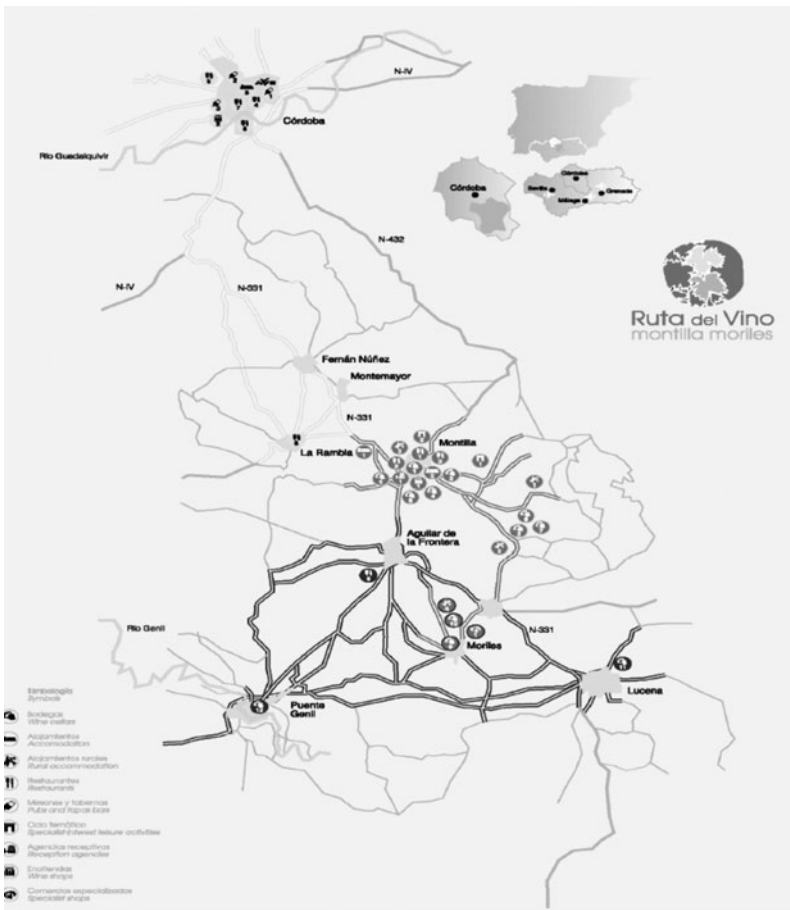 N-IV
Córdoba
Río Guadalquivir
Córdoba
Córdoba
Sevilla
Granada
Málaga
N-432
N-IV
N-331
Ruta del Vino
montilla moriles
Fernán Núñez
Montemayor
N-331
Montilla
La Rambla
Aguilar de
la Frontera
Río Genil
N-331
Moriles
Lucena
Puente
Genil
Simbología
Symbols
Bodegas
Wine cellars
Alojamientos
Accomodation
Alojamientos rurales
Rural accommodation
Restaurantes
Restaurants
Mesones y tabernas
Pubs and tapas bars
Ocio temático
Specialist-interest leisure activities
Agencias receptivas
Reception agencies
Enotiendas
Wine shops
Comercios especializados
Specialist shops